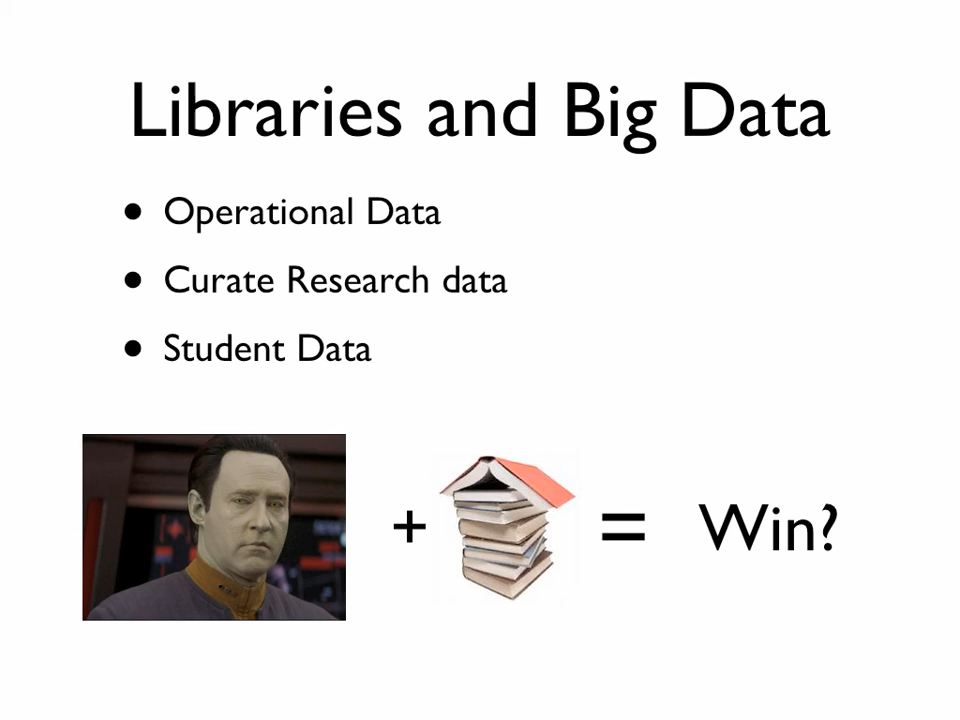 Libraries and Big Data
• Operational Data
• Curate Research data
• Student Data
+ = Win?